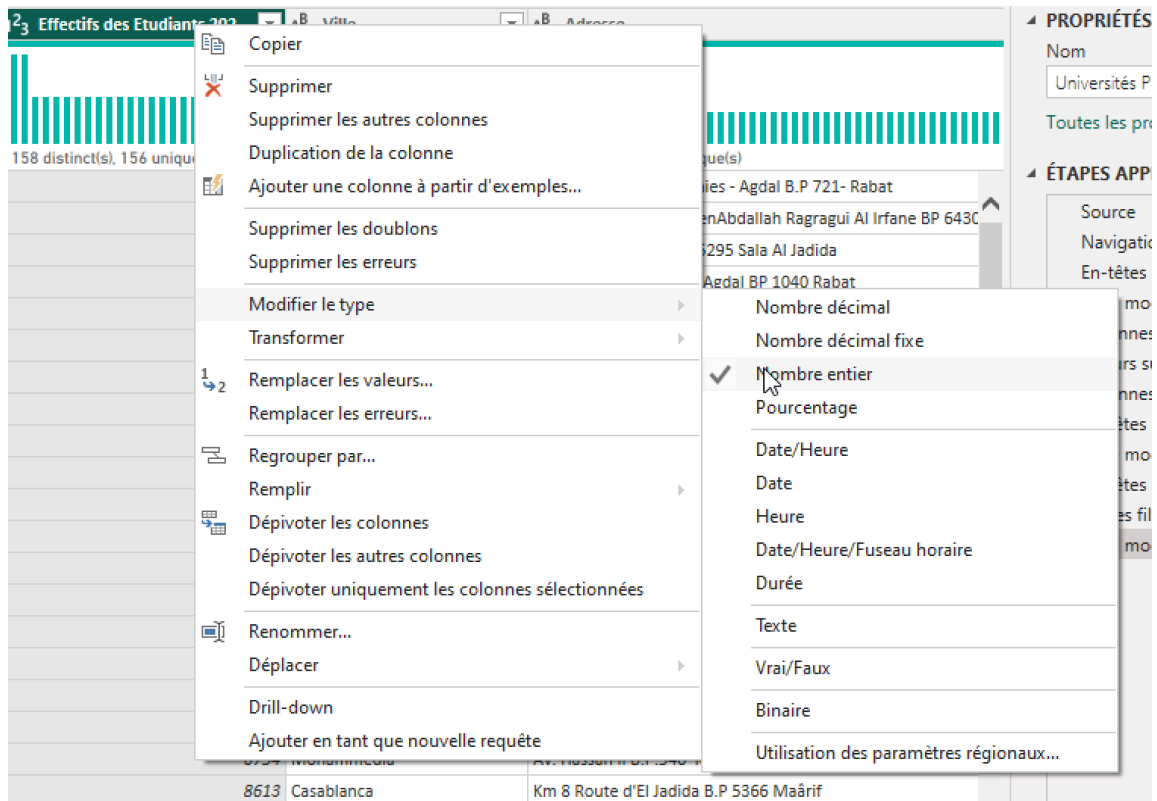 1²3 Effectifs des Etudiants 202
Ville
Adresse
158 distinct(s), 156 unique
que(s)
Agdal B.P 721- Rabat
Ragragui Al Irfane BP 6430
5295 Sala Al Jadida
Agdal BP 1040 Rabat
8613 Casablanca
Km 8 Route d'El Jadida B.P 5366 Maârif
Copier
Supprimer
Supprimer les autres colonnes
Duplication de la colonne
Ajouter une colonne à partir d'exemples...
Supprimer les doublons
Supprimer les erreurs
Modifier le type
Transformer
Remplacer les valeurs...
Remplacer les erreurs...
Regrouper par...
Remplir
Dépivoter les colonnes
Dépivoter les autres colonnes
Dépivoter uniquement les colonnes sélectionnées
Renommer...
Déplacer
Drill-down
Ajouter en tant que nouvelle requête
Nombre décimal
Nombre décimal fixe
Nombre entier
Pourcentage
Date/Heure
Date
Heure
Date/Heure/Fuseau horaire
Durée
Texte
Vrai/Faux
Binaire
Utilisation des paramètres régionaux...
PROPRIÉTÉS
Nom
Universités P
Toutes les pro
ÉTAPES APP
Source
Navigatio
En-têtes